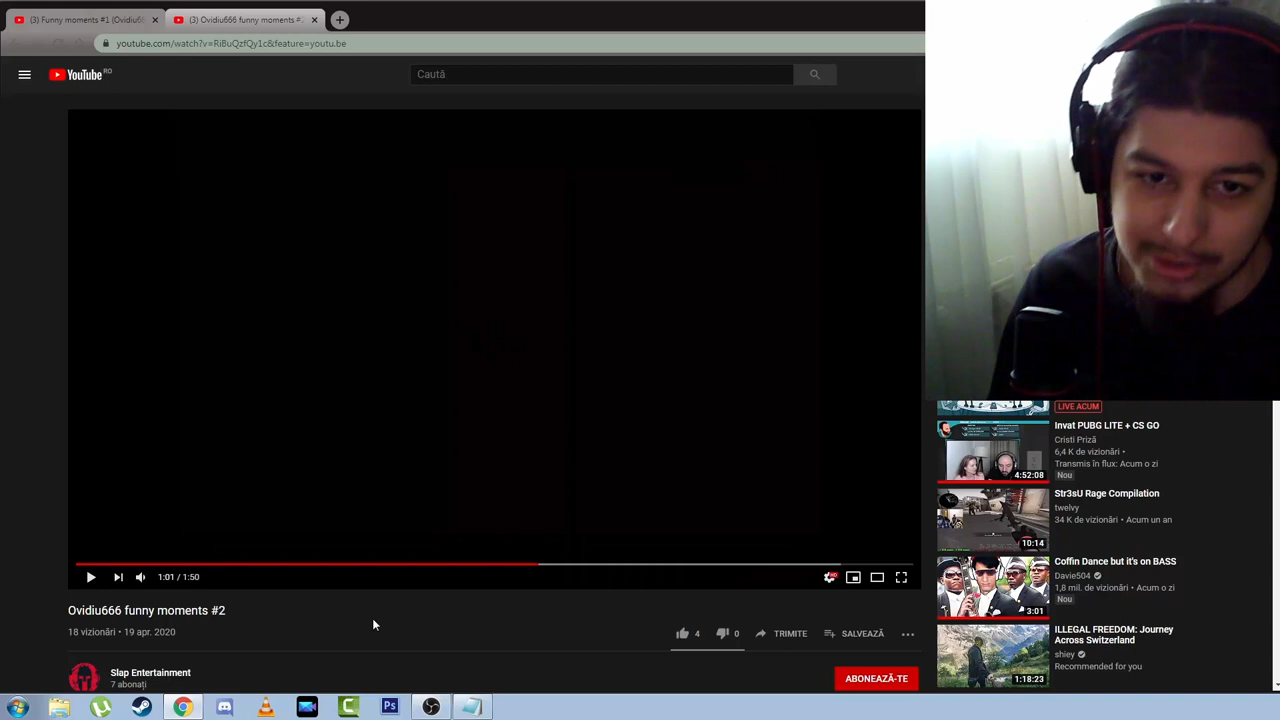 (3) Funny moments #1 (Ovidiu66
(3) Ovidiu666 funny moments #
youtube.com/watch?v=RiBuQzfQy1c&feature=youtu.be
YouTube RO
Caută
1:01 / 1:50
Ovidiu666 funny moments #2
18 vizionări • 19 apr. 2020
4
0
TRIMITE
SALVEAZĂ
Slap Entertainment
7 abonați
ABONEAZĂ-TE
LIVE ACUM
Invat PUBG LITE + CS GO
Cristi Priză
6,4 K de vizionări •
Transmis în flux: Acum o zi
Nou
4:52:08
Str3sU Rage Compilation
twelvy
34 K de vizionări • Acum un an
10:14
Coffin Dance but it's on BASS
Davie504
1,8 mil. de vizionări • Acum o zi
Nou
3:01
ILLEGAL FREEDOM: Journey
Across Switzerland
shiey
Recommended for you
1:18:23
Ps